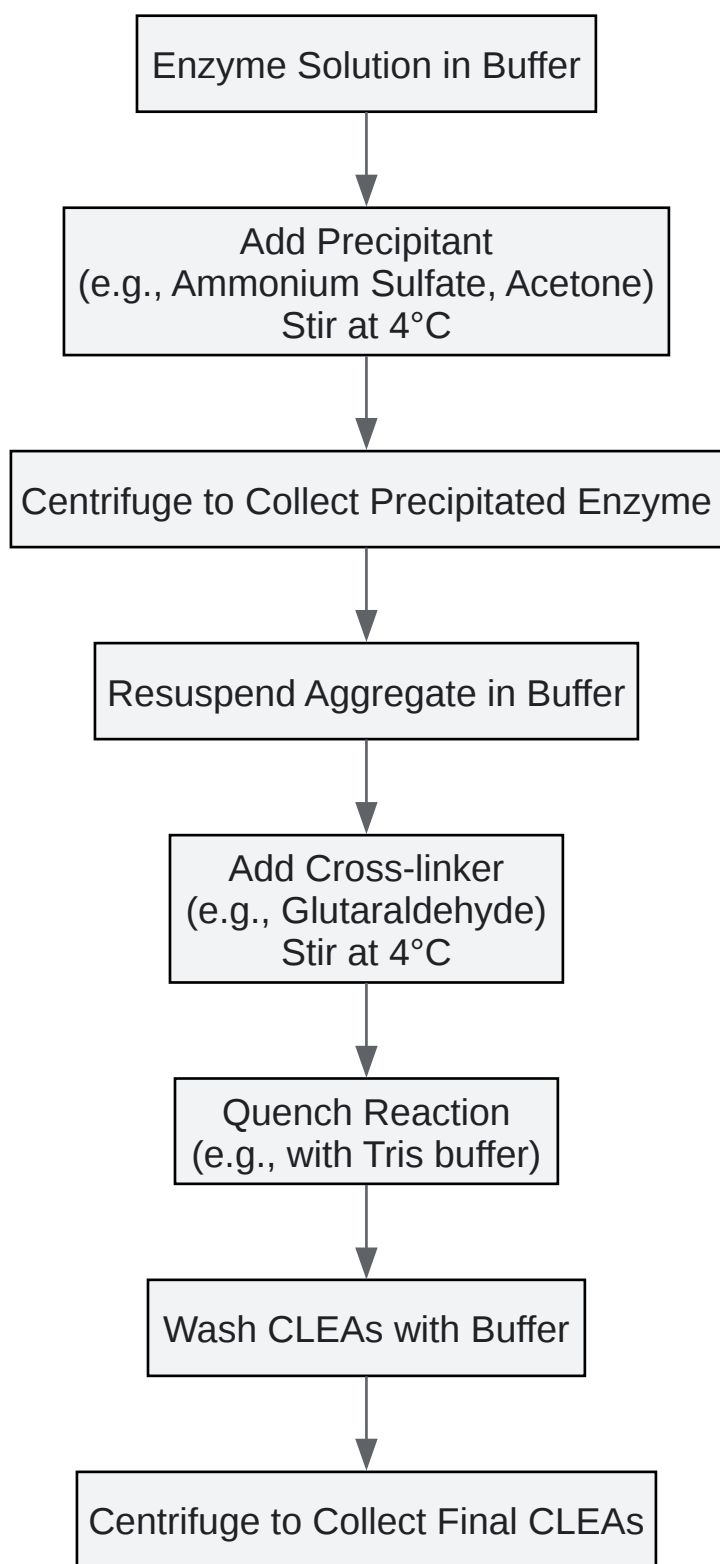 Enzyme Solution in Buffer
Add Precipitant
(e.g., Ammonium Sulfate, Acetone)
Stir at 4°C
Centrifuge to Collect Precipitated Enzyme
Resuspend Aggregate in Buffer
Add Cross-linker
(e.g., Glutaraldehyde)
Stir at 4°C
Quench Reaction
(e.g., with Tris buffer)
Wash CLEAs with Buffer
Centrifuge to Collect Final CLEAs